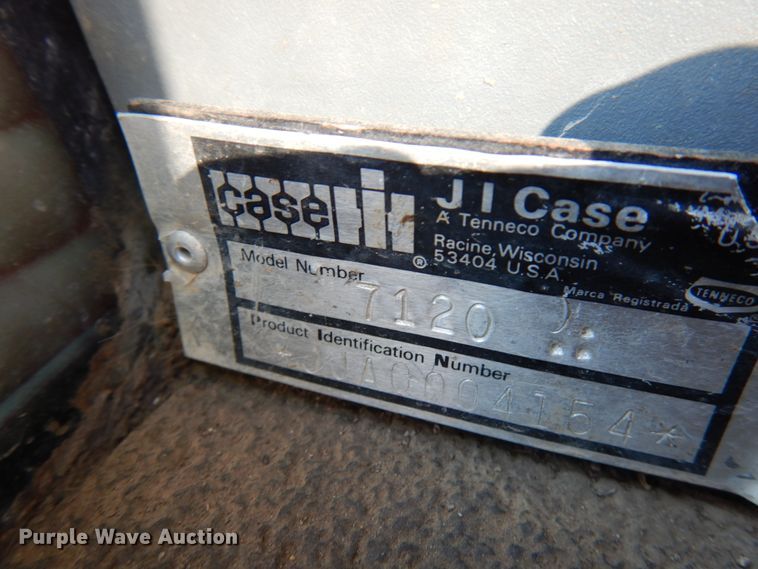 case IH
J I Case
A Tenneco Company
Racine, Wisconsin
53404 U.S.A.
®
Marca Registrada
TENNECO
Model Number
7120
Product Identification Number
JJA0004154*
Purple Wave Auction